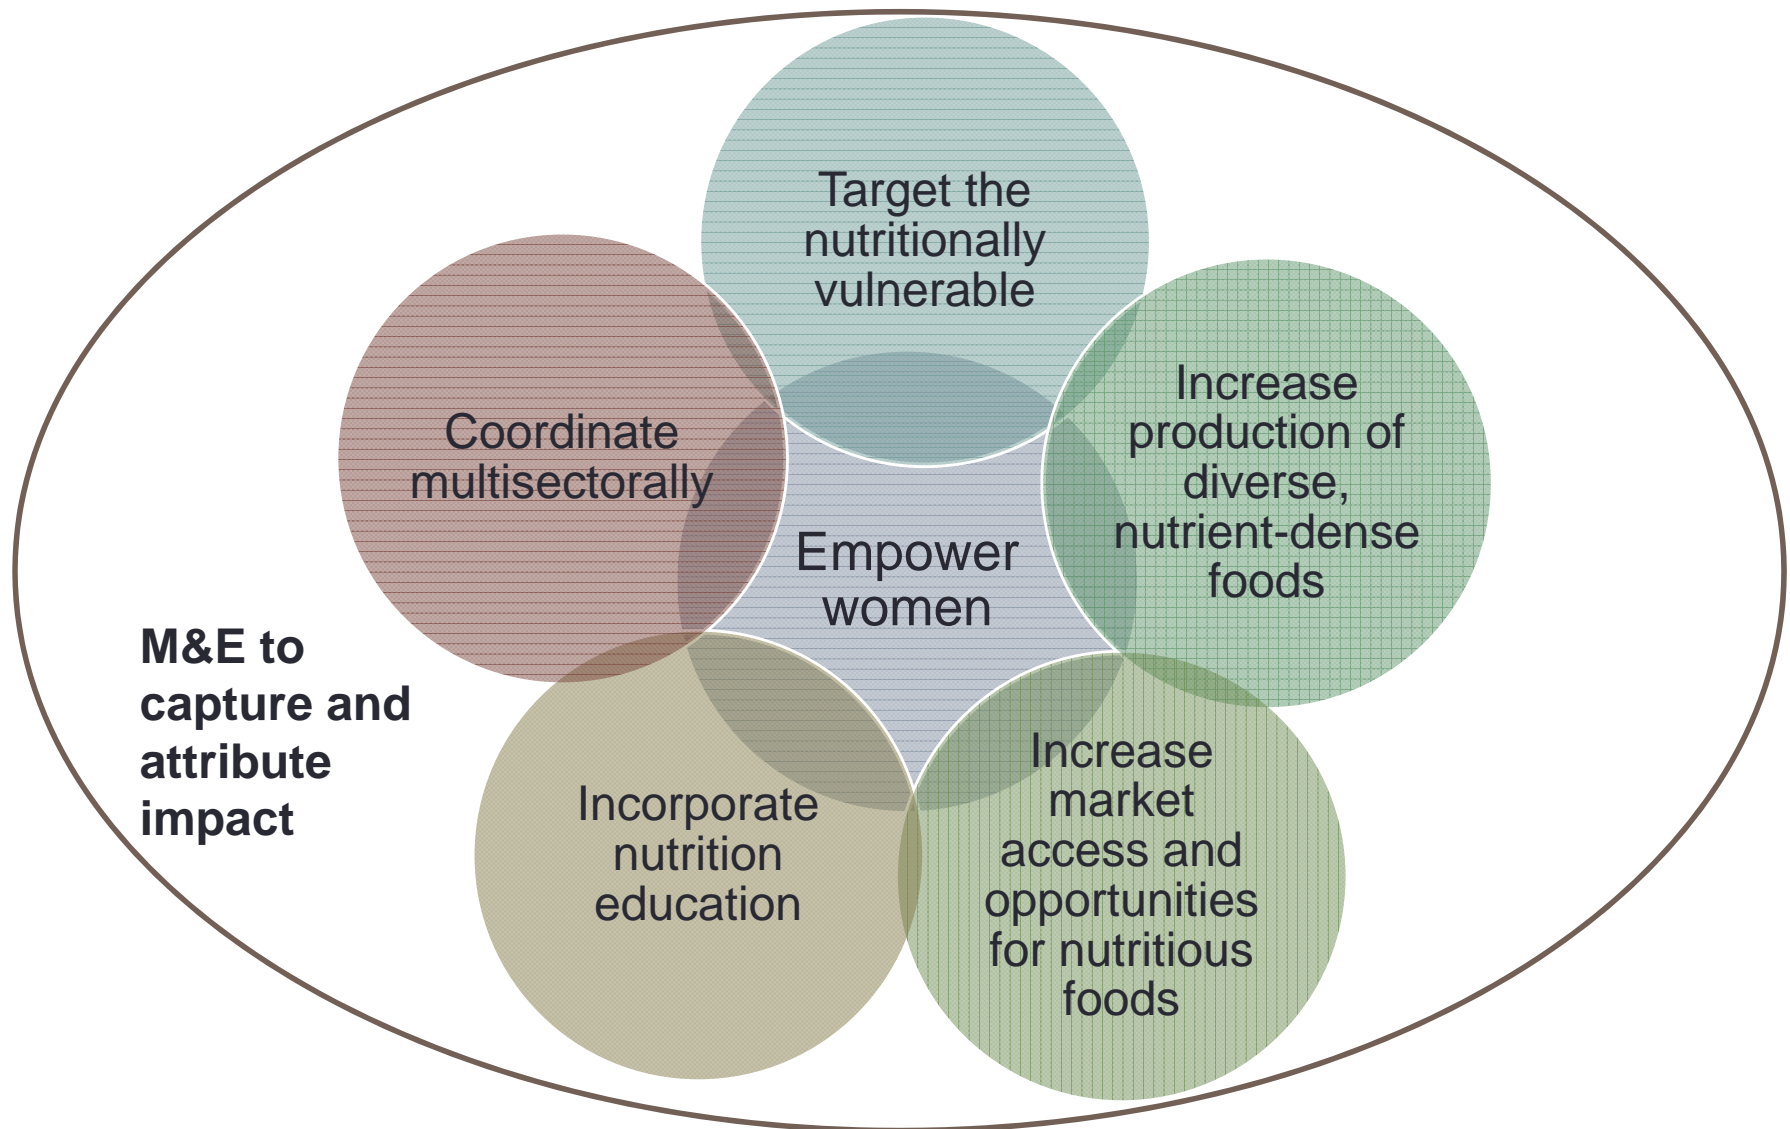 Target the
nutritionally
vulnerable
Increase
production of
diverse,
nutrient-dense
foods
Coordinate
multisectorally
Empower
women
M&E to
capture and
attribute
impact
Incorporate
nutrition
education
Increase
market
access and
opportunities
for nutritious
foods